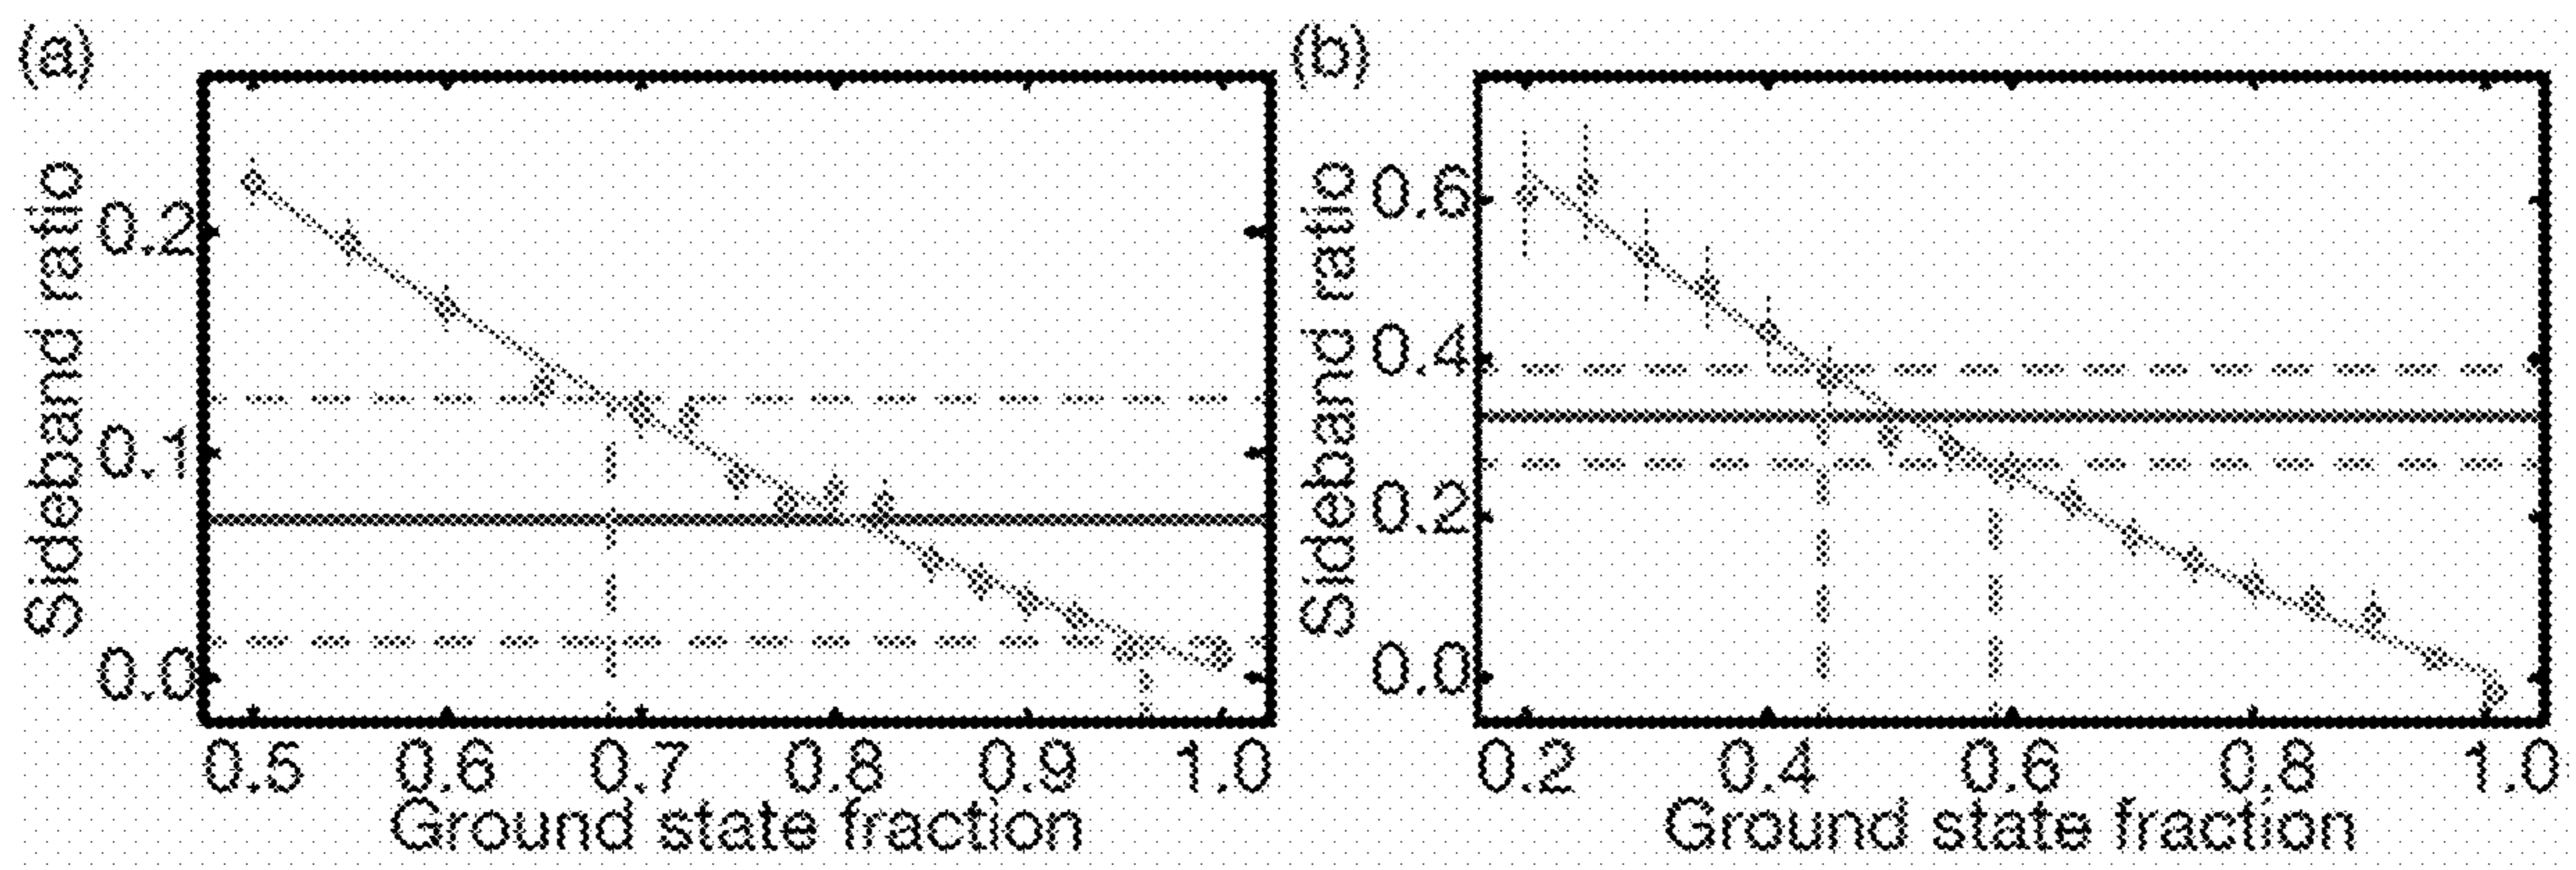 (a)
Sideband ratio
0.2
0.1
0.0
0.5 0.6 0.7 0.8 0.9 1.0
Ground state fraction
(b)
Sideband ratio
0.6
0.4
0.2
0.0
0.2 0.4 0.6 0.8 1.0
Ground state fraction